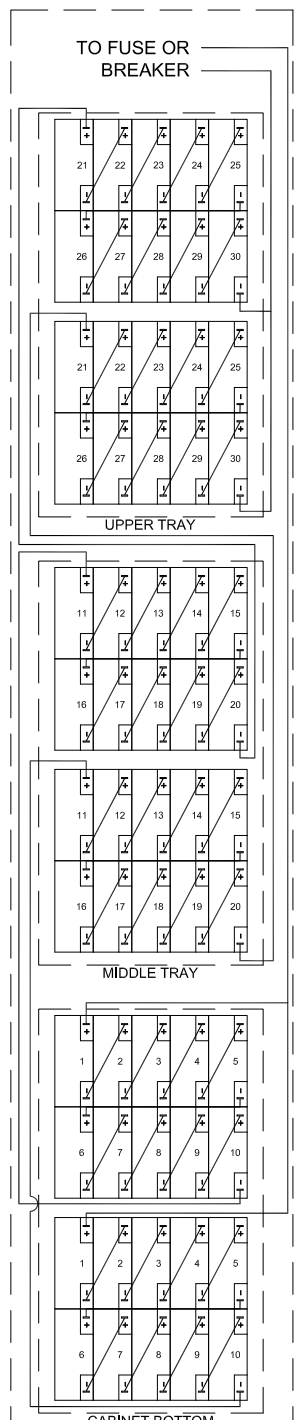 TO FUSE OR
BREAKER
21 22 23 24 25
26 27 28 29 30
21 22 23 24 25
26 27 28 29 30
UPPER TRAY
11 12 13 14 15
16 17 18 19 20
11 12 13 14 15
16 17 18 19 20
MIDDLE TRAY
1 2 3 4 5
6 7 8 9 10
1 2 3 4 5
6 7 8 9 10
CABINET BOTTOM